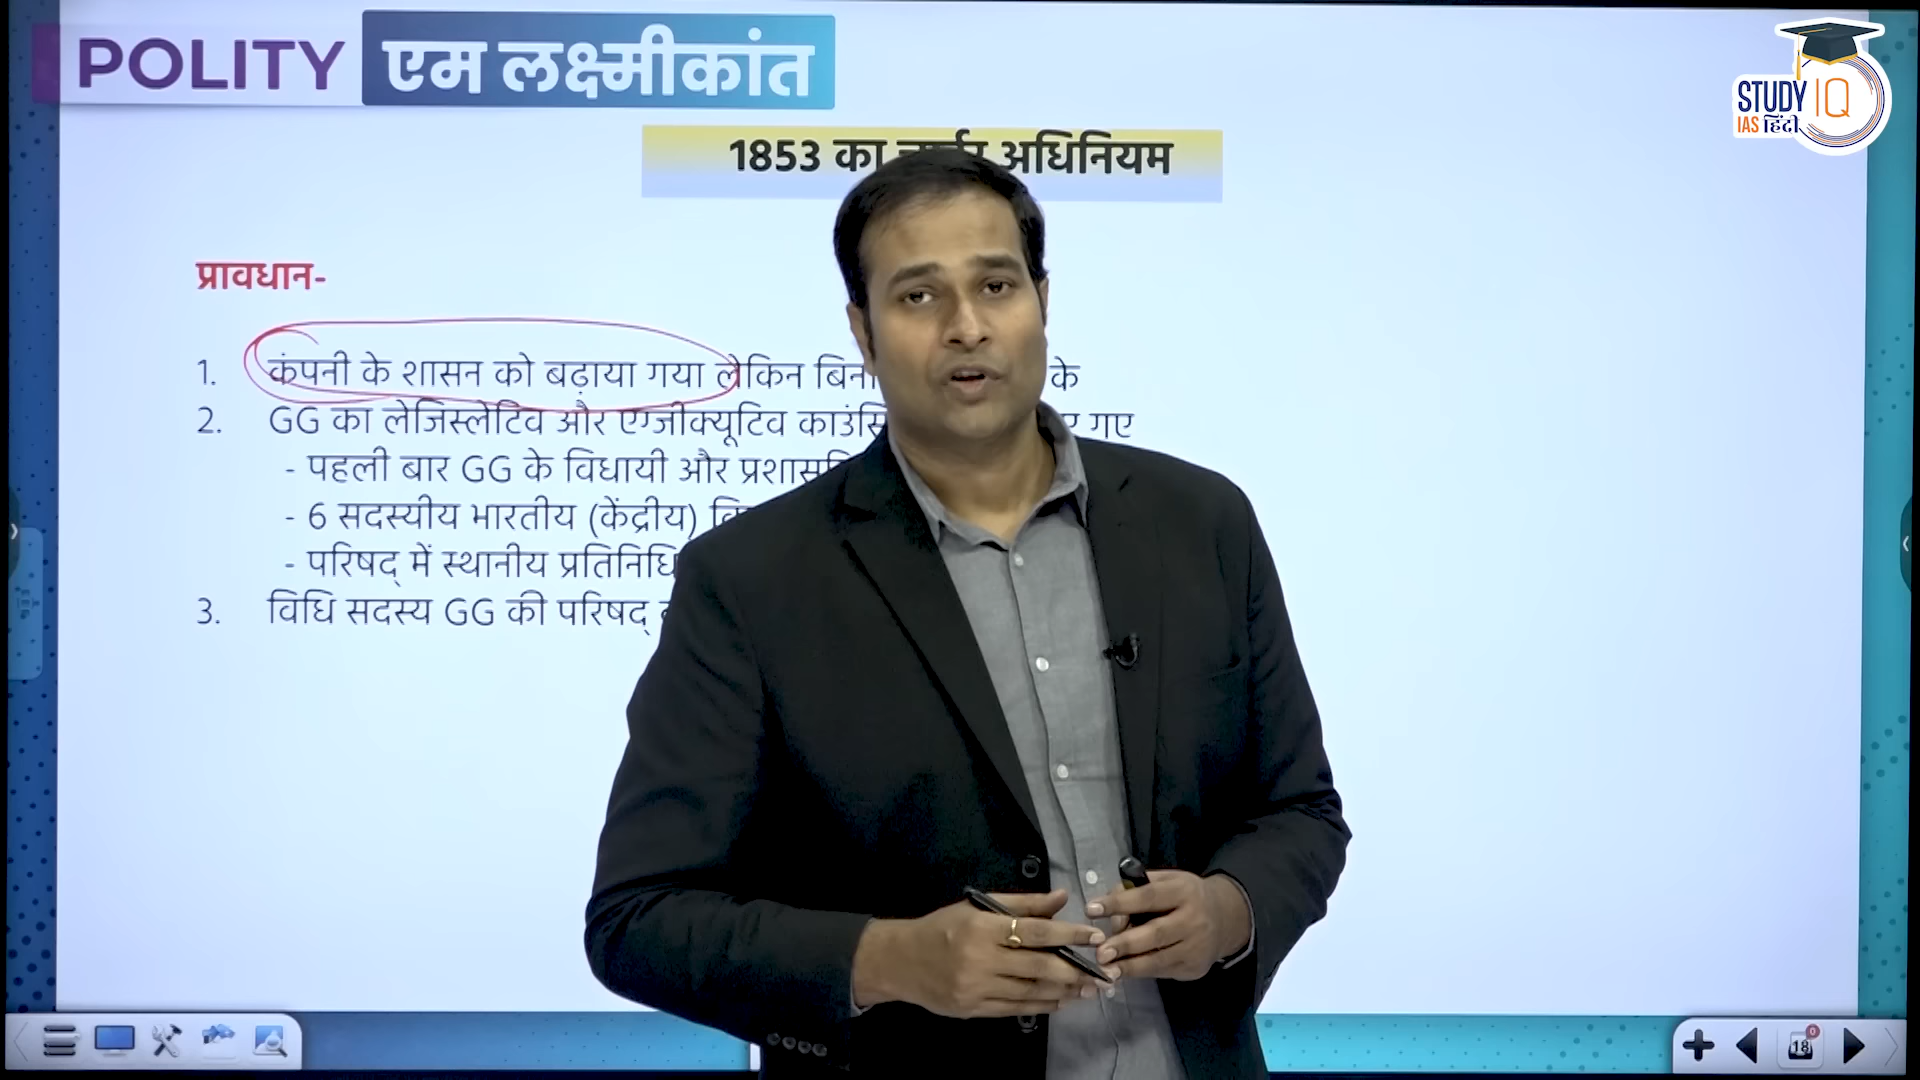 POLITY एम लक्ष्मीकांत
STUDY IQ
IAS हिंदी
1853 का अधिनियम
प्रावधान-
1. कंपनी के शासन को बढ़ाया गया लेकिन बिना के
2. GG का लेजिस्लेटिव और एग्जीक्यूटिव गए
- पहली बार GG के विधायी और
- 6 सदस्यीय भारतीय (केंद्रीय)
- परिषद् में स्थानीय प्रतिनिधि
3. विधि सदस्य GG की परिषद्
18